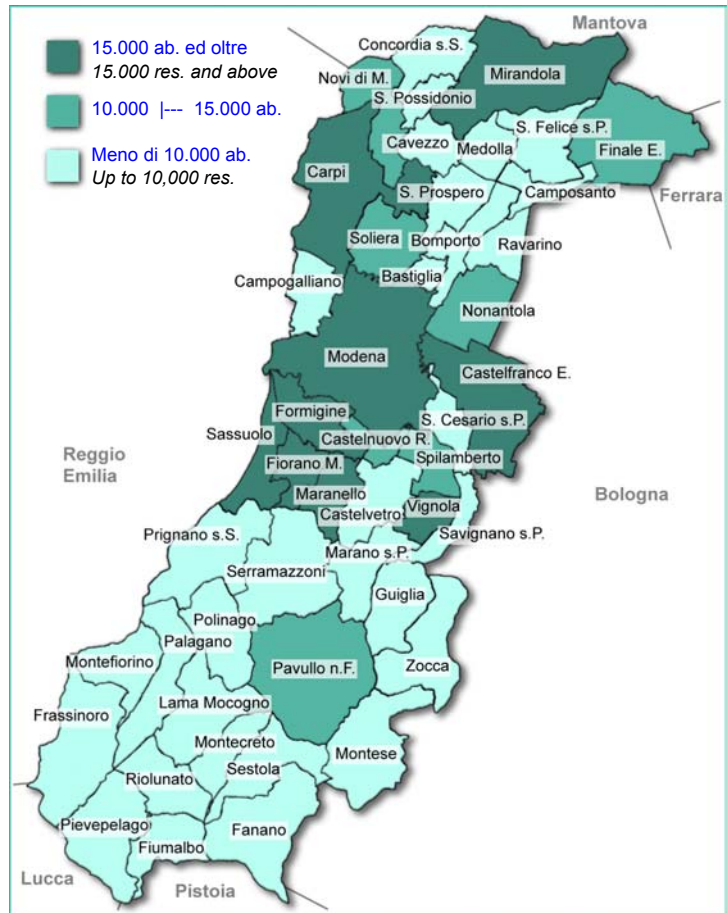 15.000 ab. ed oltre
15.000 res. and above
10.000 |--- 15.000 ab.
Meno di 10.000 ab.
Up to 10,000 res.
Mantova
Concordia s.S.
Mirandola
Novi di M.
S. Possidonio
S. Felice s.P.
Cavezzo
Medolla
Finale E.
Carpi
S. Prospero
Camposanto
Ferrara
Soliera
Bomporto
Ravarino
Bastiglia
Campogalliano
Nonantola
Modena
Castelfranco E.
Formigine
S. Cesario s.P.
Sassuolo
Castelnuovo R.
Reggio
Emilia
Fiorano M.
Spilamberto
Maranello
Bologna
Castelvetro
Vignola
Prignano s.S.
Savignano s.P.
Marano s.P.
Serramazzoni
Guiglia
Polinago
Palagano
Montefiorino
Pavullo n.F.
Zocca
Frassinoro
Lama Mocogno
Montecreto
Montese
Sestola
Riolunato
Pievepelago
Fanano
Fiumalbo
Lucca
Pistoia